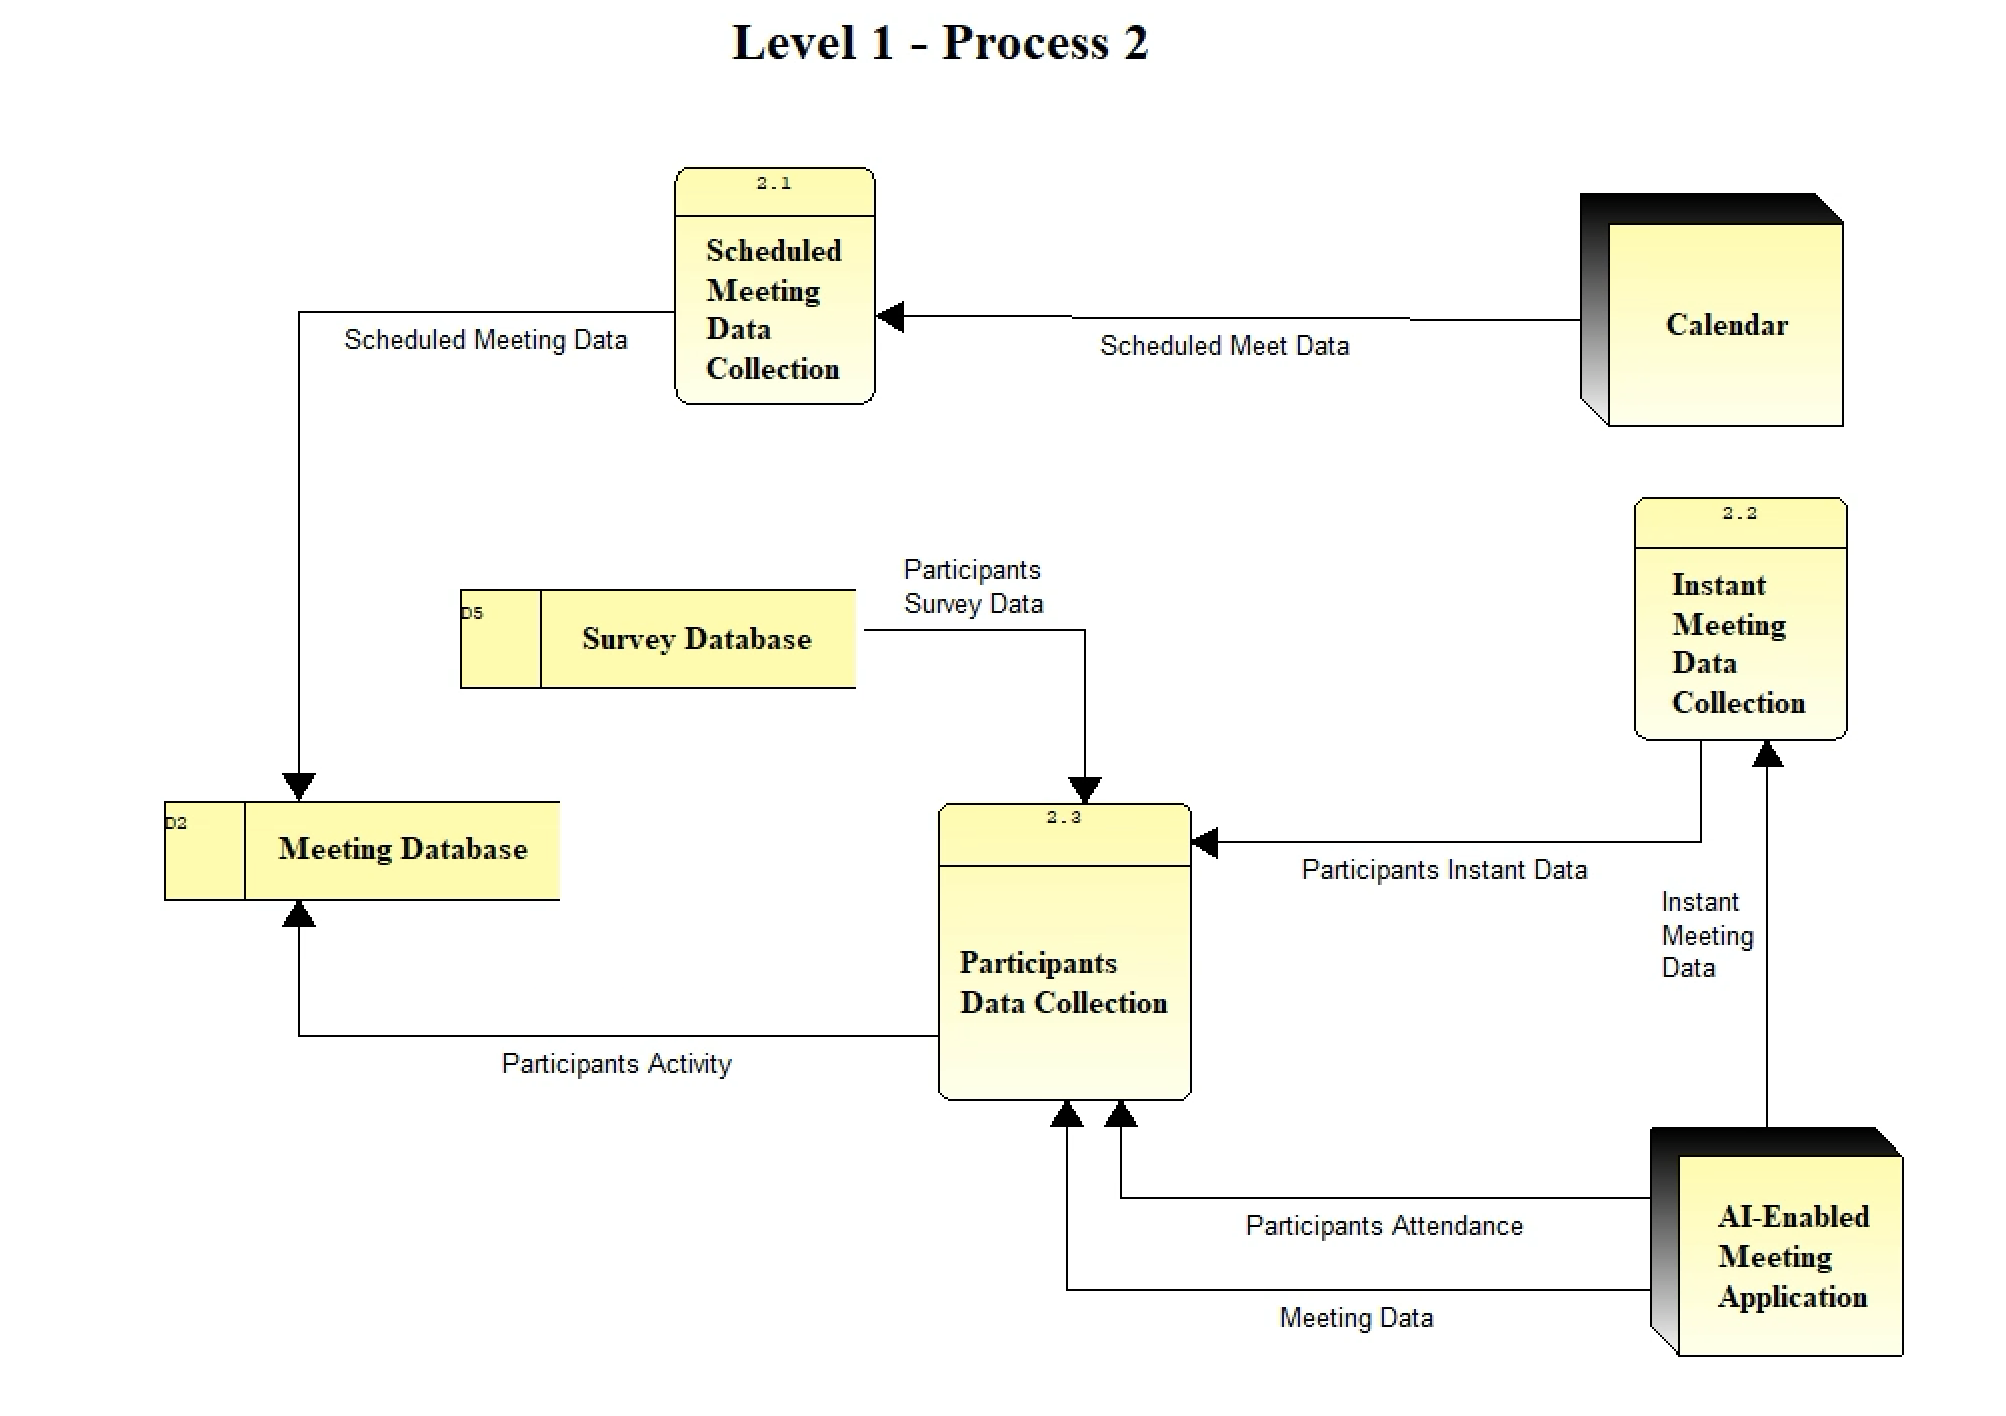 Level 1 - Process 2
2.1
Scheduled
Meeting
Data
Collection
Calendar
Scheduled Meeting Data
Scheduled Meet Data
2.2
Instant
Meeting
Data
Collection
Participants
Survey Data
D5
Survey Database
D2
Meeting Database
2.3
Participants
Data Collection
Participants Instant Data
Instant
Meeting
Data
Participants Activity
Participants Attendance
Meeting Data
AI-Enabled
Meeting
Application